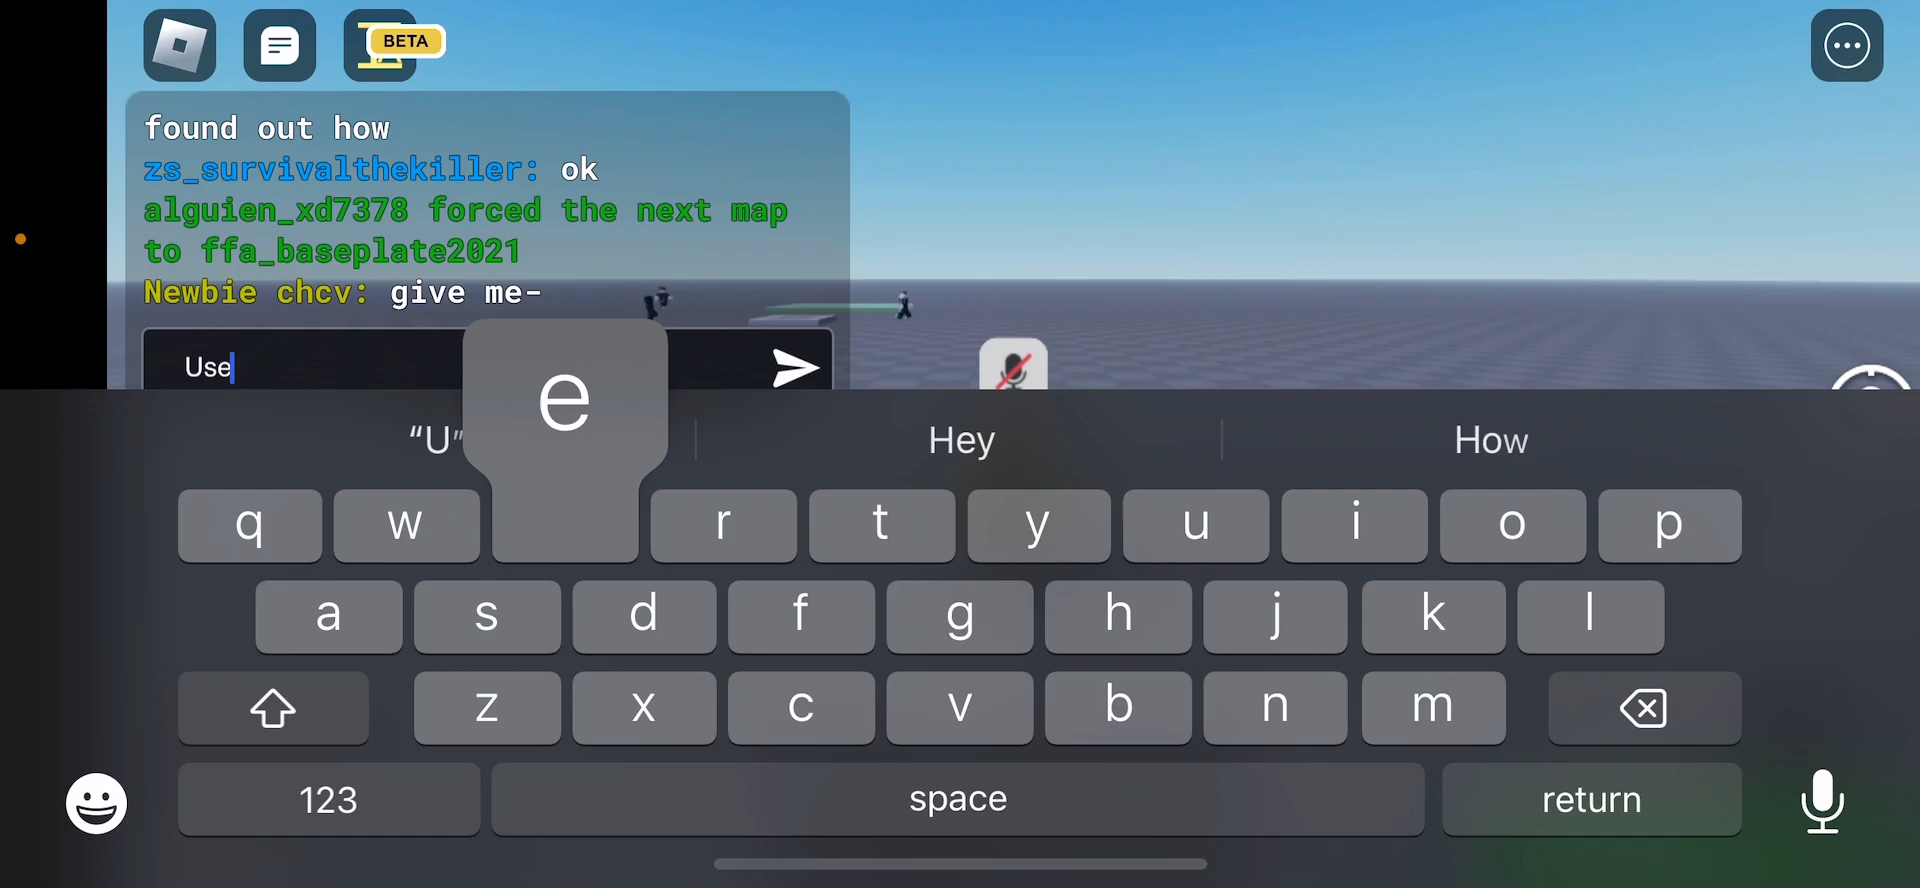 BETA
found out how
zs_survivalthekiller: ok
alguien_xd7378 forced the next map
to ffa_baseplate2021
Newbie chcv: give me-
Use
e
“U”
Hey
How
q w r t y u i o p
a s d f g h j k l
z x c v b n m
123
space
return